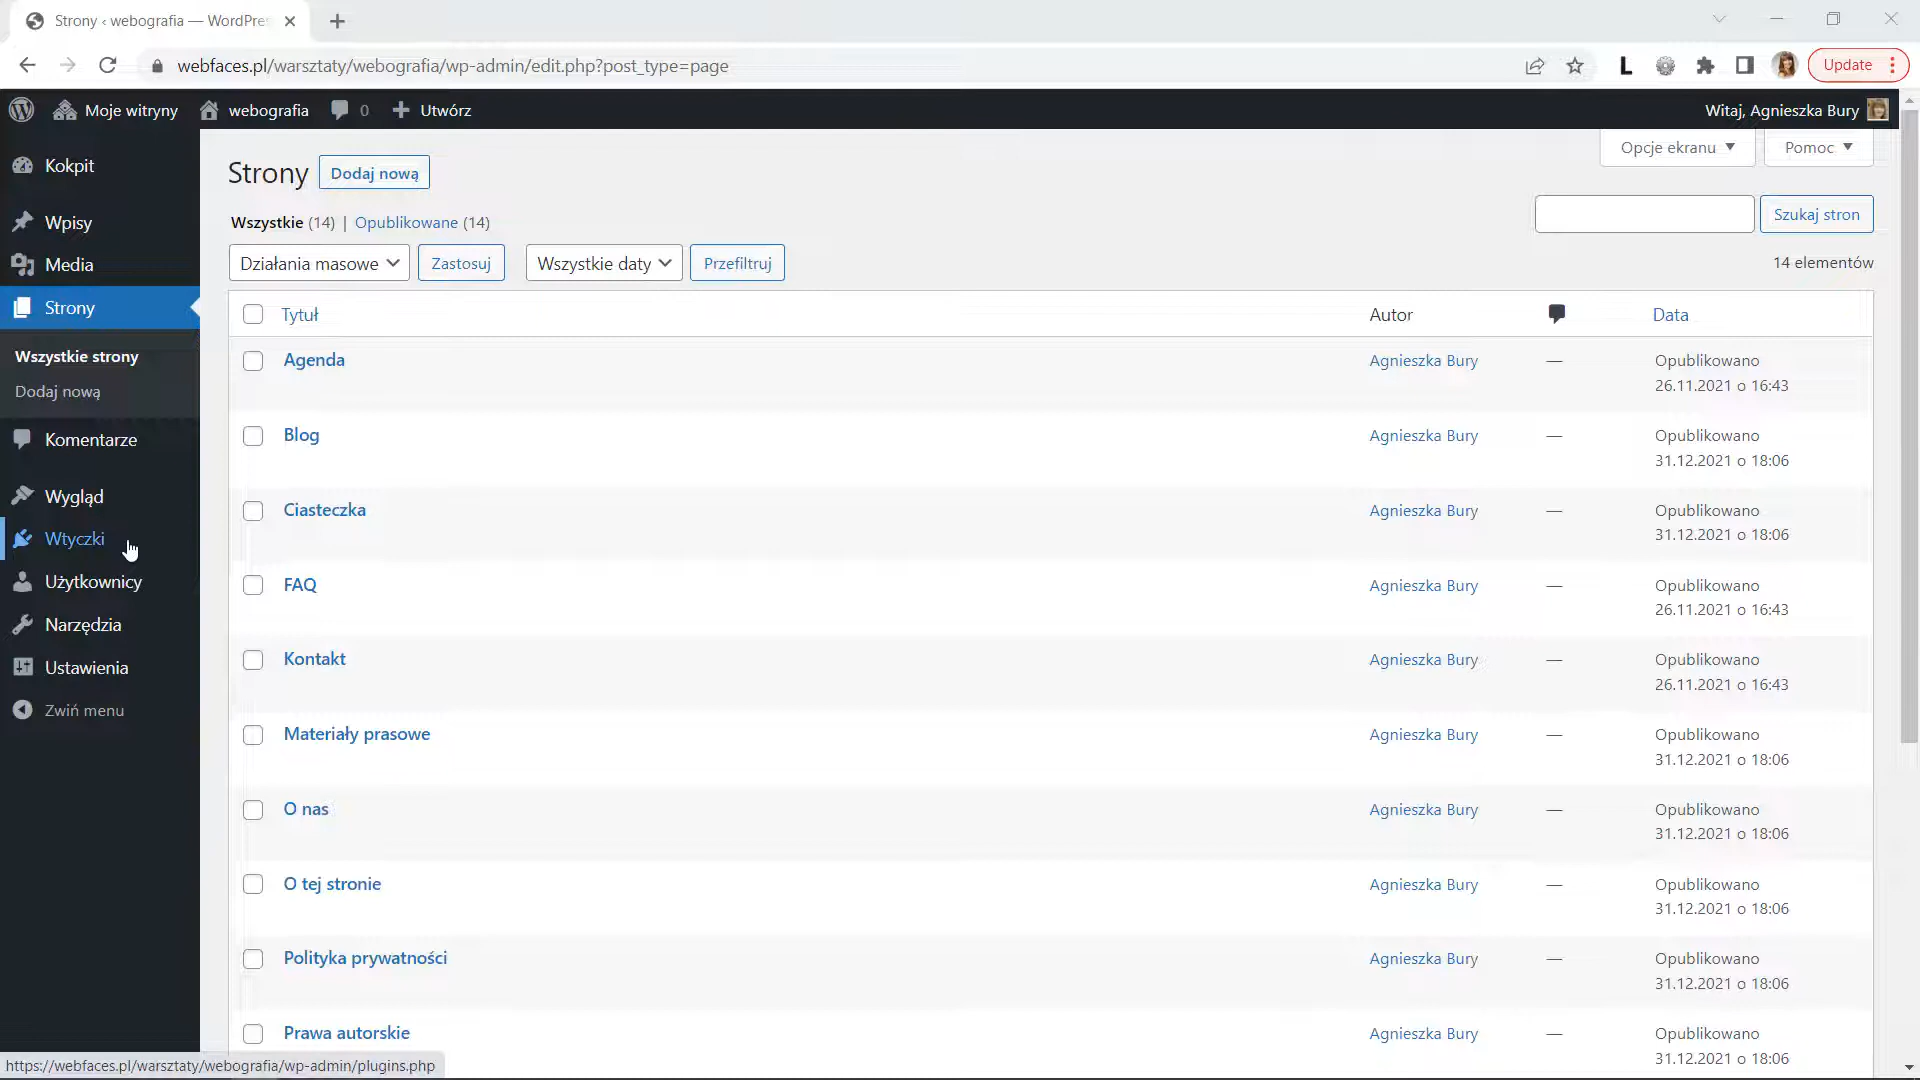 Strony ‹ webografia — WordPre
webfaces.pl/warsztaty/webografia/wp-admin/edit.php?post_type=page
L
Update
Moje witryny
webografia
0
Utwórz
Witaj, Agnieszka Bury
Kokpit
Wpisy
Media
Strony
Wszystkie strony
Dodaj nową
Komentarze
Wygląd
Wtyczki
Użytkownicy
Narzędzia
Ustawienia
Zwiń menu
Strony
Dodaj nową
Opcje ekranu
Pomoc
Wszystkie (14) | Opublikowane (14)
Szukaj stron
Działania masowe
Zastosuj
Wszystkie daty
Przefiltruj
14 elementów
Tytuł
Autor
Data
Agenda
Agnieszka Bury
—
Opublikowano
26.11.2021 o 16:43
Blog
Agnieszka Bury
—
Opublikowano
31.12.2021 o 18:06
Ciasteczka
Agnieszka Bury
—
Opublikowano
31.12.2021 o 18:06
FAQ
Agnieszka Bury
—
Opublikowano
26.11.2021 o 16:43
Kontakt
Agnieszka Bury
—
Opublikowano
26.11.2021 o 16:43
Materiały prasowe
Agnieszka Bury
—
Opublikowano
31.12.2021 o 18:06
O nas
Agnieszka Bury
—
Opublikowano
31.12.2021 o 18:06
O tej stronie
Agnieszka Bury
—
Opublikowano
31.12.2021 o 18:06
Polityka prywatności
Agnieszka Bury
—
Opublikowano
31.12.2021 o 18:06
Prawa autorskie
Agnieszka Bury
—
Opublikowano
31.12.2021 o 18:06
https://webfaces.pl/warsztaty/webografia/wp-admin/plugins.php